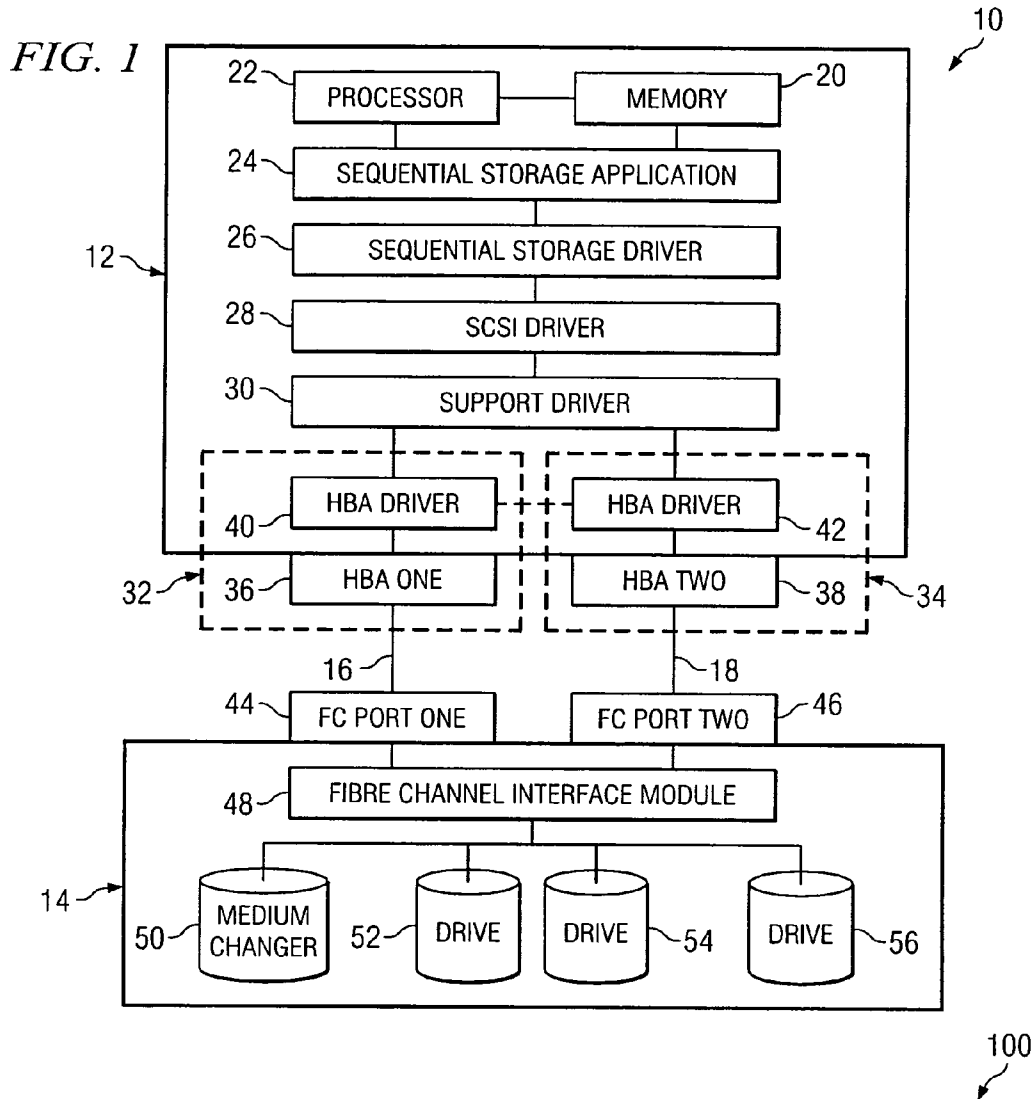 10
FIG. 1
22 PROCESSOR MEMORY 20
24 SEQUENTIAL STORAGE APPLICATION
26 SEQUENTIAL STORAGE DRIVER
12
28 SCSI DRIVER
30 SUPPORT DRIVER
40 HBA DRIVER HBA DRIVER 42
32 36 HBA ONE HBA TWO 38 34
16 18
44 FC PORT ONE FC PORT TWO 46
48 FIBRE CHANNEL INTERFACE MODULE
14
50 MEDIUM CHANGER 52 DRIVE DRIVE 54 DRIVE 56
100